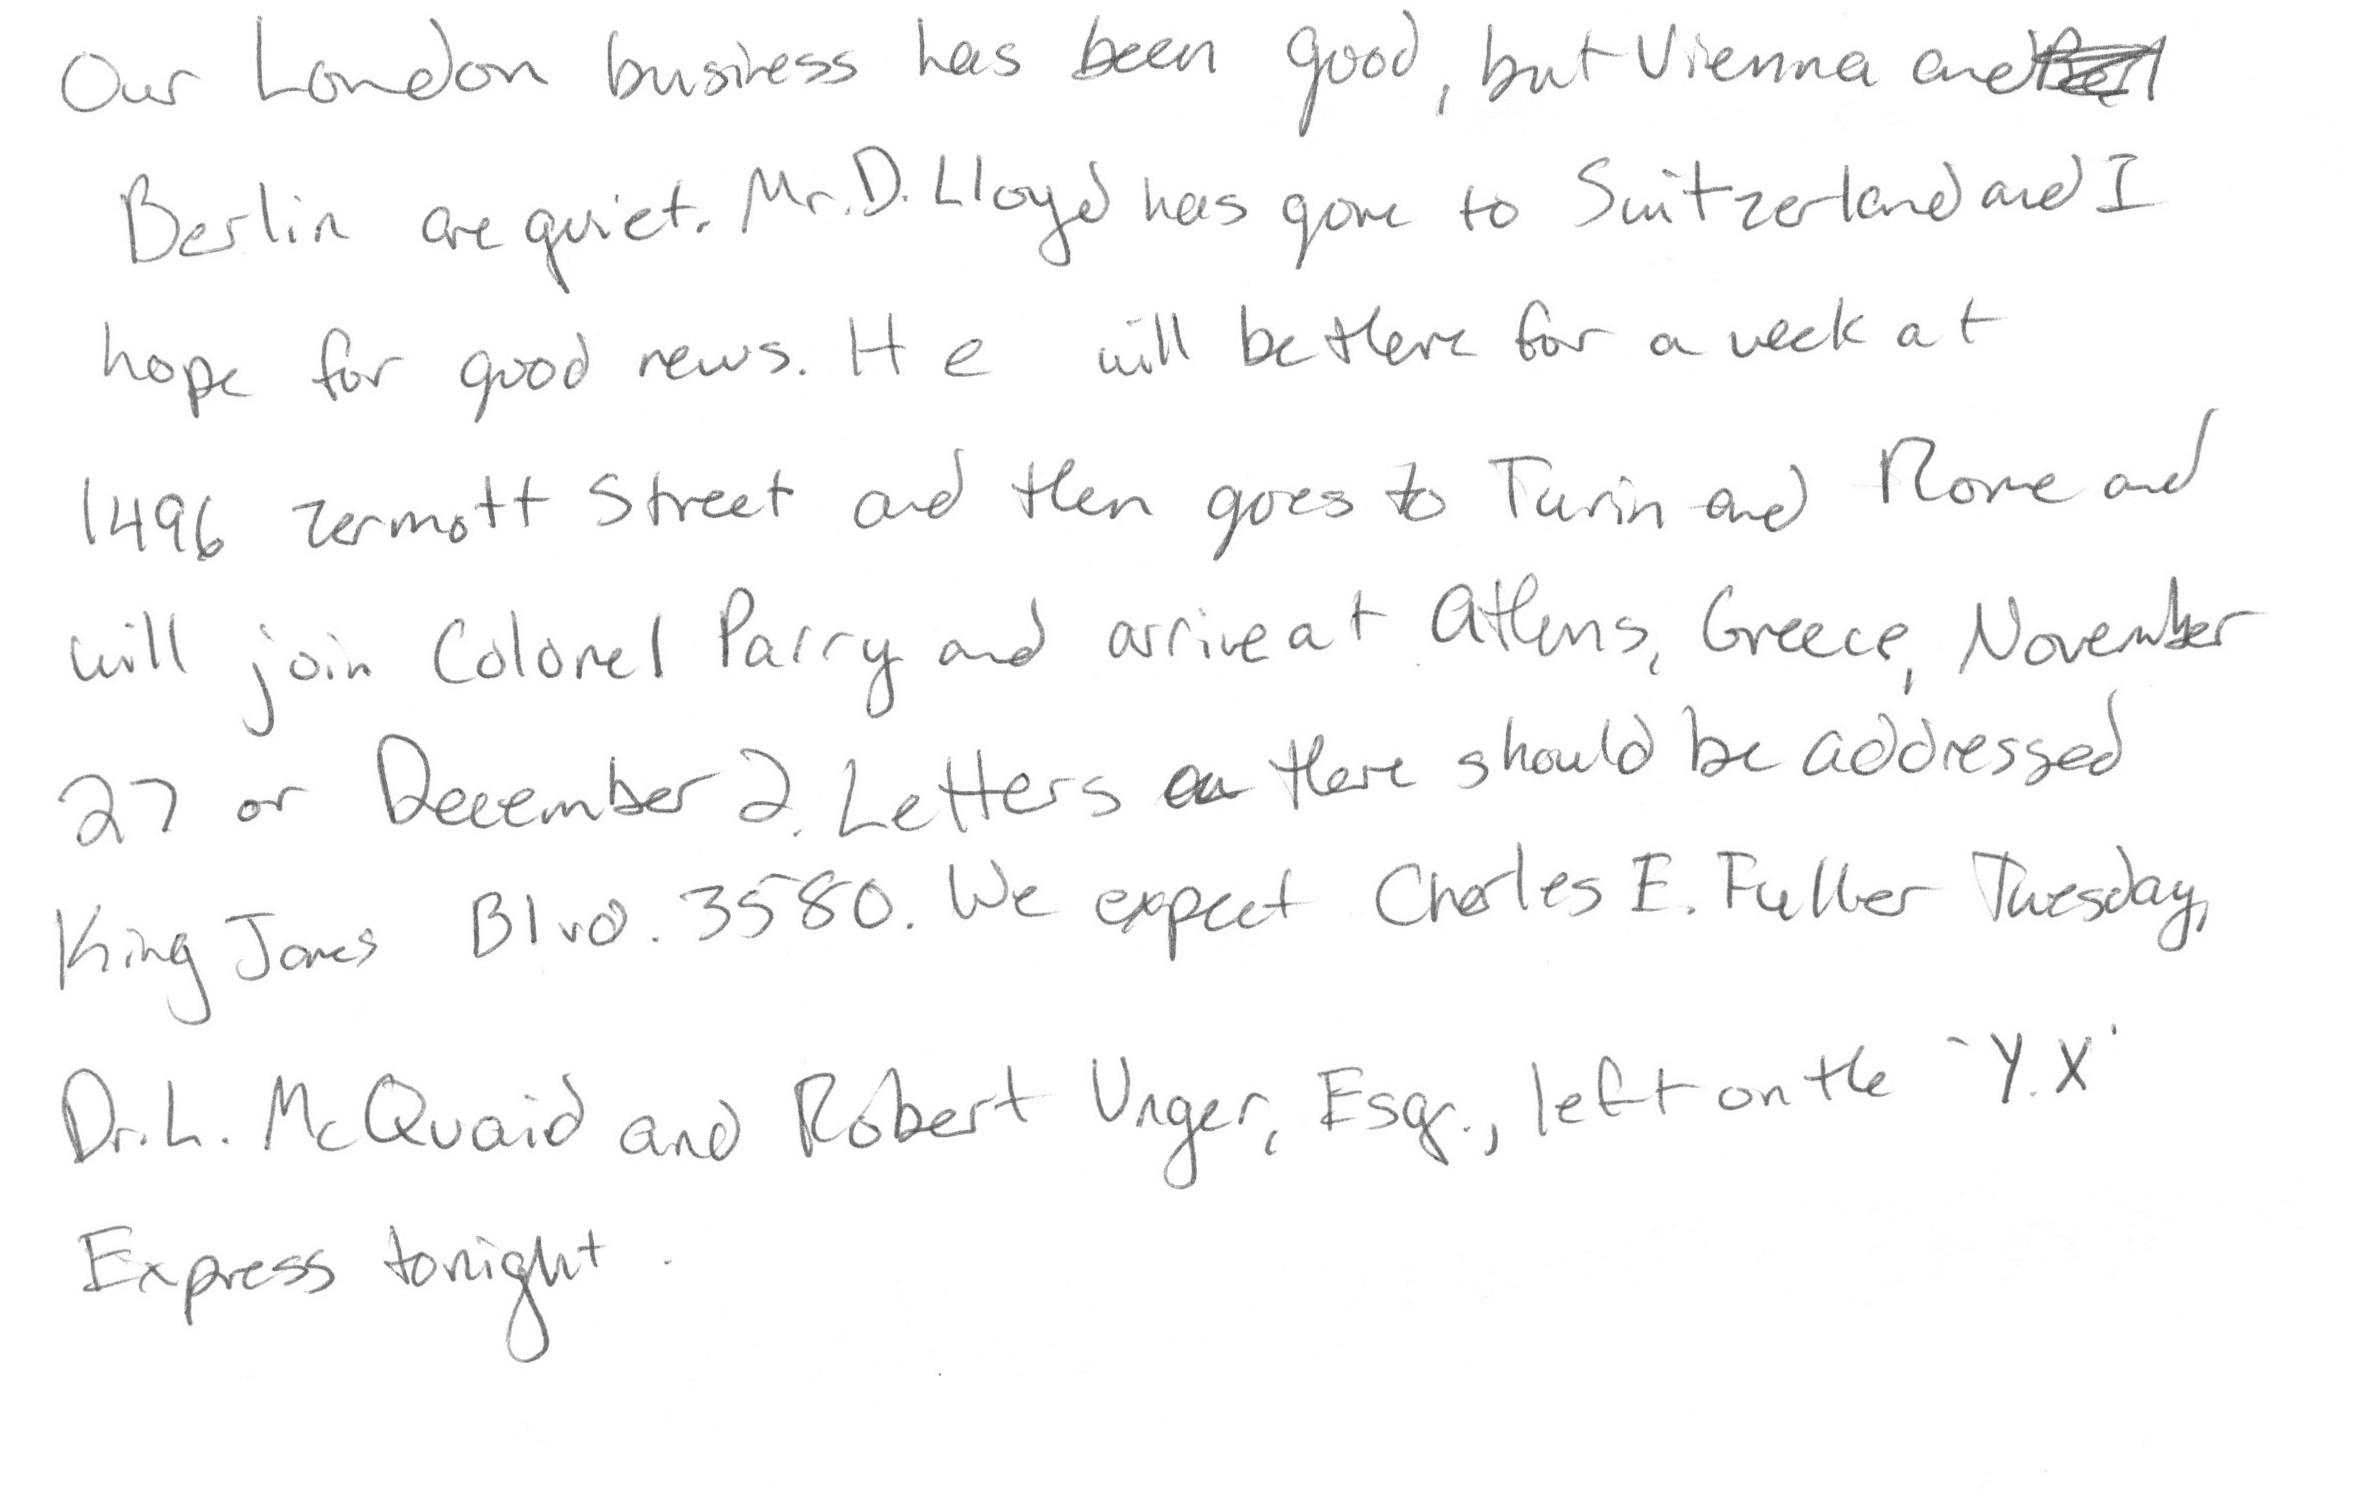 Our London business has been good, but Vienna and
Berlin are quiet. Mr. D. Lloyd has gone to Switzerland and I
hope for good news. He will be there for a week at
1496 Zermott Street and then goes to Turin and Rome and
will join Colonel Parry and arrive at Athens, Greece, November
27 or December 2. Letters there should be addressed
King James Blvd. 3580. We expect Charles E. Fuller Tuesday,
Dr. L. McQuaid and Robert Unger, Esqr., left on the 'Y.X'
Express tonight.